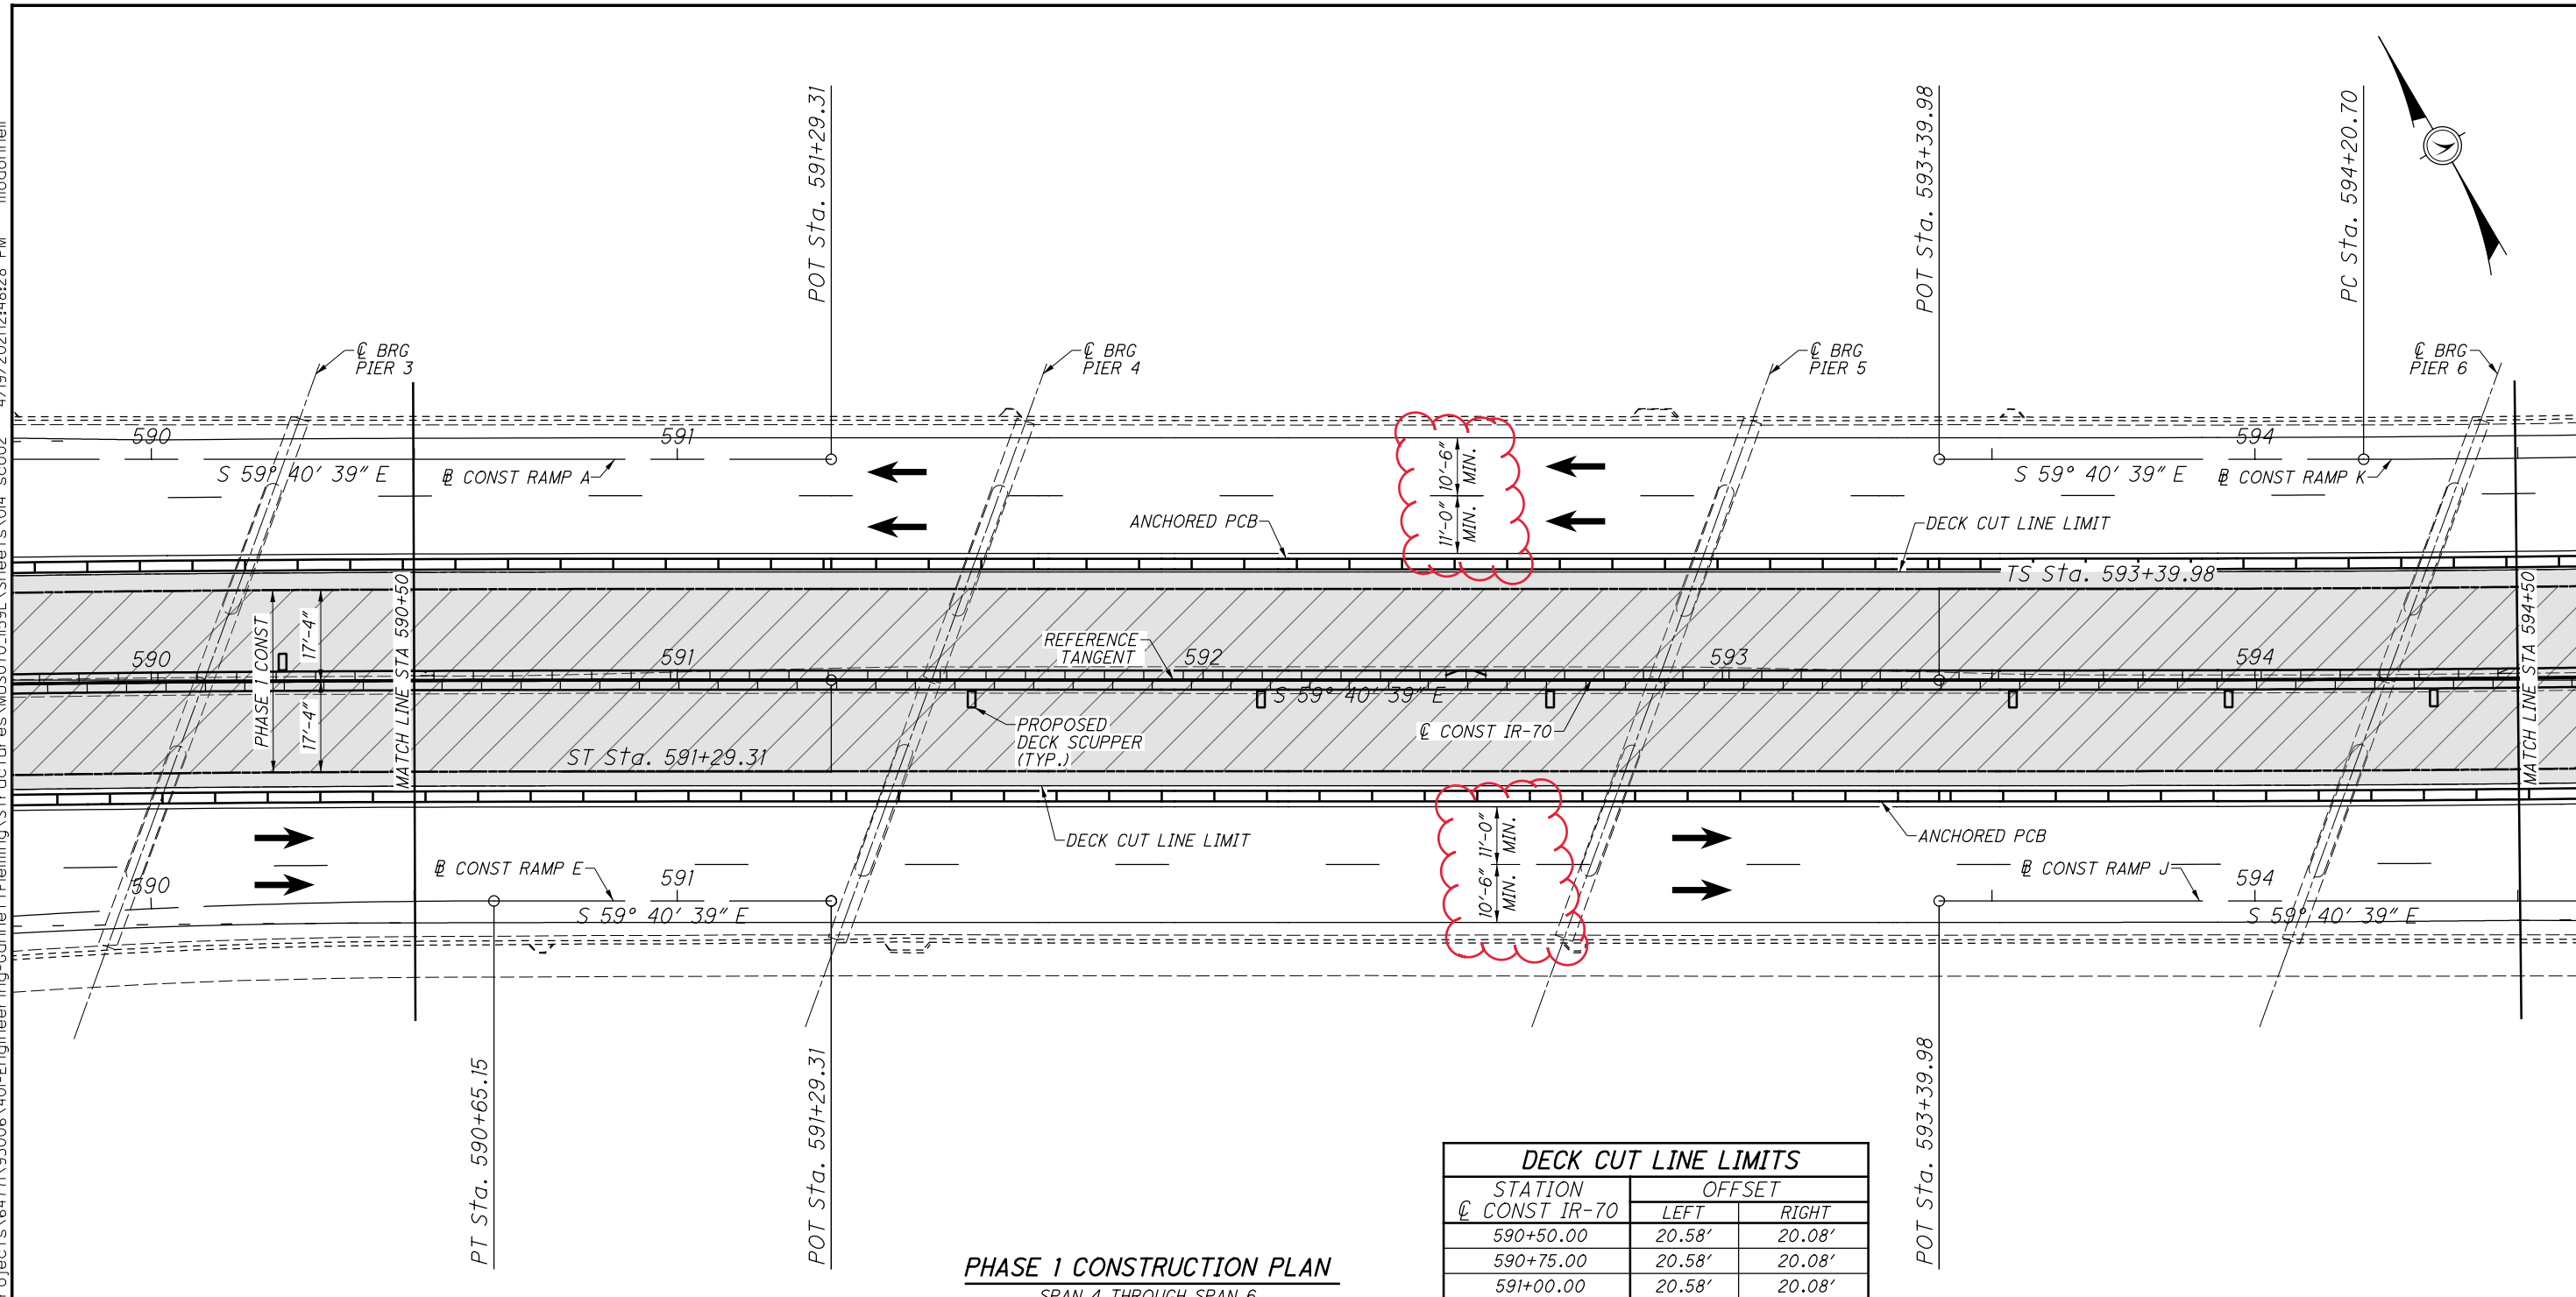 POT Sta. 591+29.31
POT Sta. 593+39.98
PC Sta. 594+20.70
℄ BRG
PIER 3
℄ BRG
PIER 4
℄ BRG
PIER 5
℄ BRG
PIER 6
590
591
594
S 59° 40' 39" E
CONST RAMP A
10'-6"
MIN.
11'-0"
MIN.
S 59° 40' 39" E
CONST RAMP K
ANCHORED PCB
DECK CUT LINE LIMIT
TS Sta. 593+39.98
MATCH LINE STA 590+50
PHASE 1 CONST
17'-4"
17'-4"
REFERENCE
TANGENT
590
591
592
593
594
S 59° 40' 39" E
PROPOSED
DECK SCUPPER
(TYP.)
℄ CONST IR-70
ST Sta. 591+29.31
MATCH LINE STA 594+50
DECK CUT LINE LIMIT
11'-0"
MIN.
10'-6"
MIN.
ANCHORED PCB
CONST RAMP E
590
591
S 59° 40' 39" E
CONST RAMP J
594
S 59° 40' 39" E
PT Sta. 590+65.15
POT Sta. 591+29.31
POT Sta. 593+39.98
DECK CUT LINE LIMITS
STATION
℄ CONST IR-70
OFFSET
LEFT RIGHT
590+50.00 20.58' 20.08'
590+75.00 20.58' 20.08'
591+00.00 20.58' 20.08'
PHASE 1 CONSTRUCTION PLAN
SPAN 4 THROUGH SPAN 6